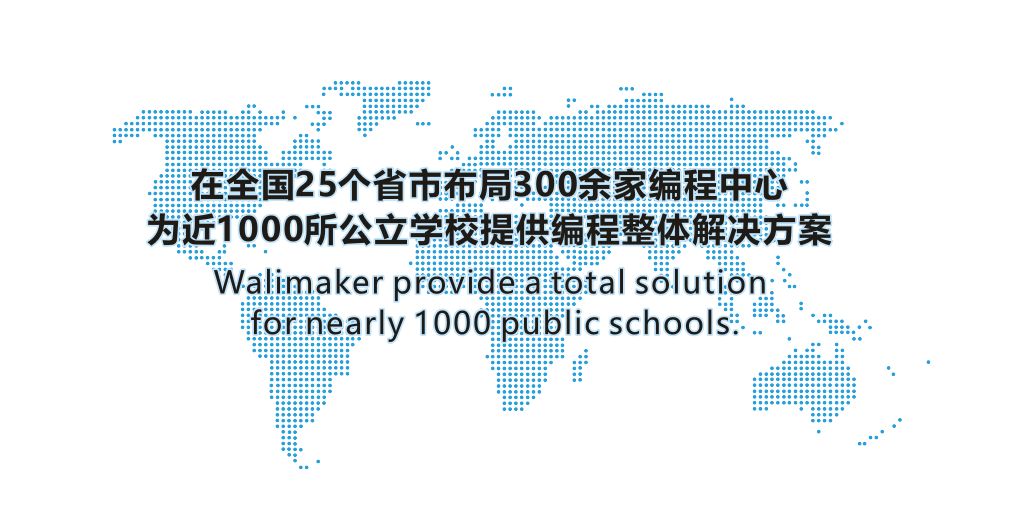 在全国25个省市布局300余家编程中心
为近1000所公立学校提供编程整体解决方案
Walimaker provide a total solution
for nearly 1000 public schools.